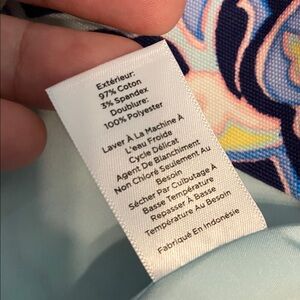 Extérieur:
97% Coton
3% Spandex
Doublure:
100% Polyester
Laver À La Machine À
L'eau Froide
Cycle Délicat
Agent De Blanchiment
Non Chloré Seulement Au
Besoin
Sécher Par Culbutage À
Basse Température
Repasser À Basse
Température Au Besoin
Fabriqué En Indonésie